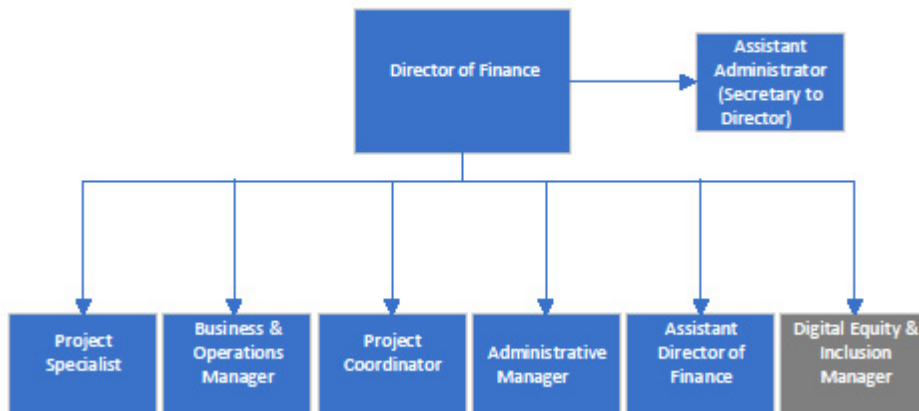 Director of Finance
Assistant
Administrator
(Secretary to
Director)
Project
Specialist
Business &
Operations
Manager
Project
Coordinator
Administrative
Manager
Assistant
Director of
Finance
Digital Equity &
Inclusion
Manager